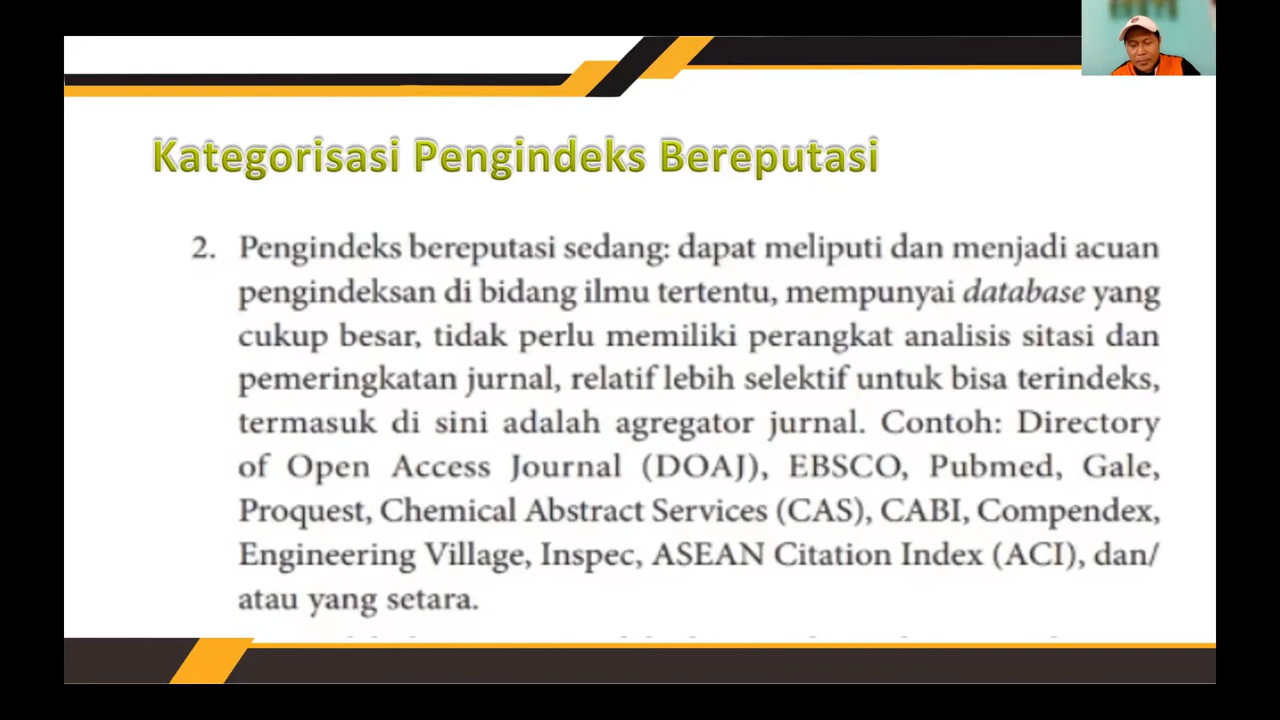 Kategorisasi Pengindeks Bereputasi
2. Pengindeks bereputasi sedang: dapat meliputi dan menjadi acuan
pengindeksan di bidang ilmu tertentu, mempunyai database yang
cukup besar, tidak perlu memiliki perangkat analisis sitasi dan
pemeringkatan jurnal, relatif lebih selektif untuk bisa terindeks,
termasuk di sini adalah agregator jurnal. Contoh: Directory
of Open Access Journal (DOAJ), EBSCO, Pubmed, Gale,
Proquest, Chemical Abstract Services (CAS), CABI, Compendex,
Engineering Village, Inspec, ASEAN Citation Index (ACI), dan/
atau yang setara.